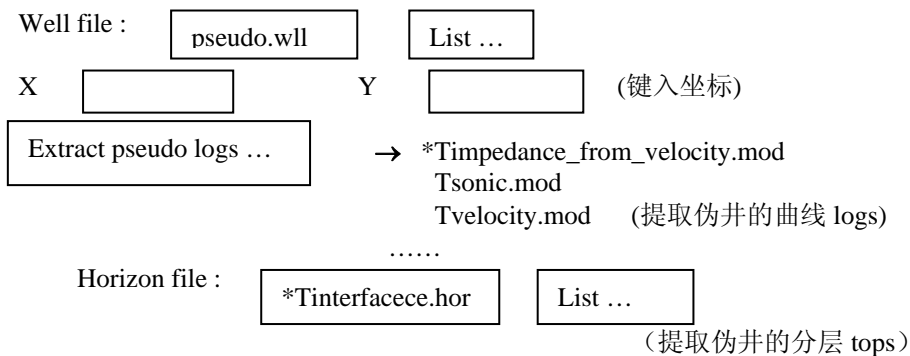 Well file : pseudo.wll List …
X Y (键入坐标)
Extract pseudo logs … → *Timpedance_from_velocity.mod
Tsonic.mod
Tvelocity.mod (提取伪井的曲线 logs)
……
Horizon file : *Tinterfacece.hor List …
（提取伪井的分层 tops）